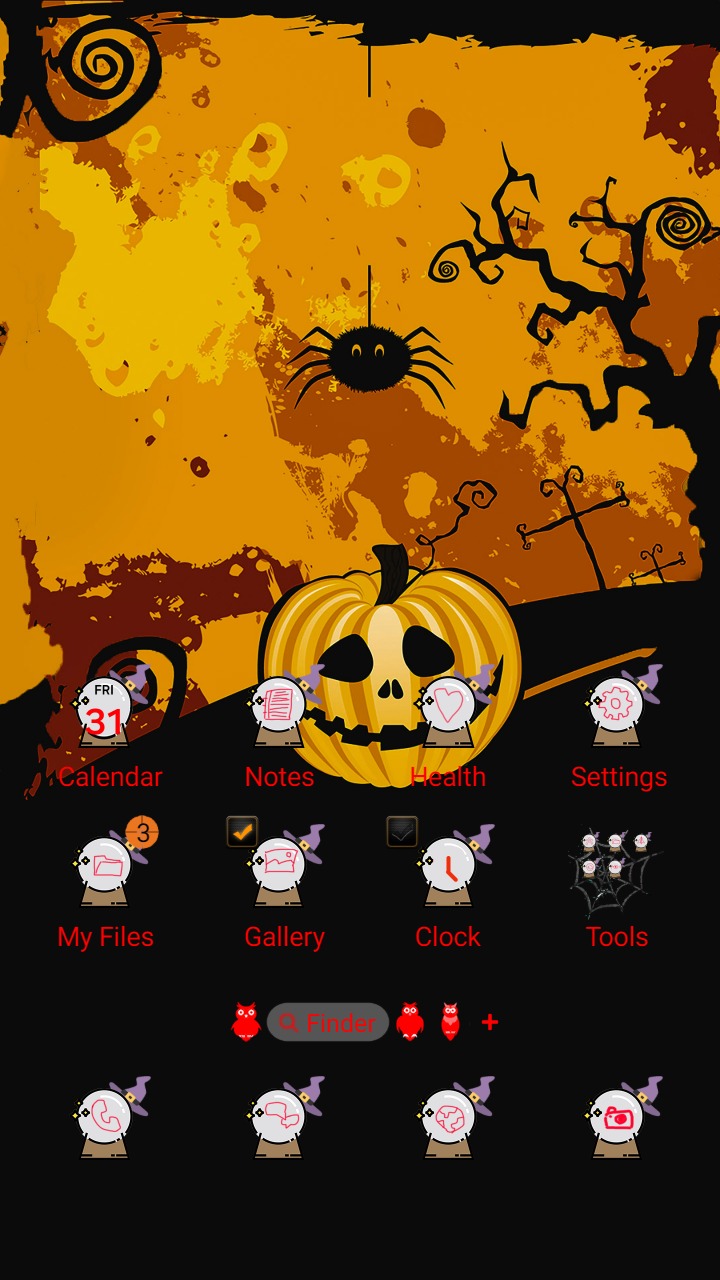 FRI
31
Calendar Notes Health Settings
3
My Files Gallery Clock Tools
Finder +